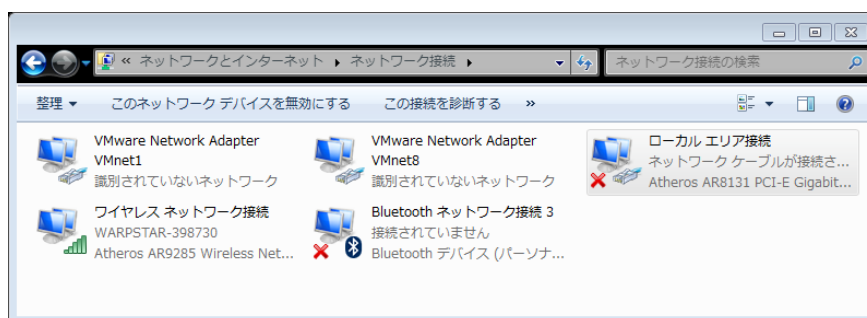 « ネットワークとインターネット ▸ ネットワーク接続 ▸
ネットワーク接続の検索
整理 ▼ このネットワーク デバイスを無効にする この接続を診断する »
VMware Network Adapter
VMnet1
識別されていないネットワーク
VMware Network Adapter
VMnet8
識別されていないネットワーク
ローカル エリア接続
ネットワーク ケーブルが接続さ...
Atheros AR8131 PCI-E Gigabit...
ワイヤレス ネットワーク接続
WARPSTAR-398730
Atheros AR9285 Wireless Net...
Bluetooth ネットワーク接続 3
接続されていません
Bluetooth デバイス (パーソナ...